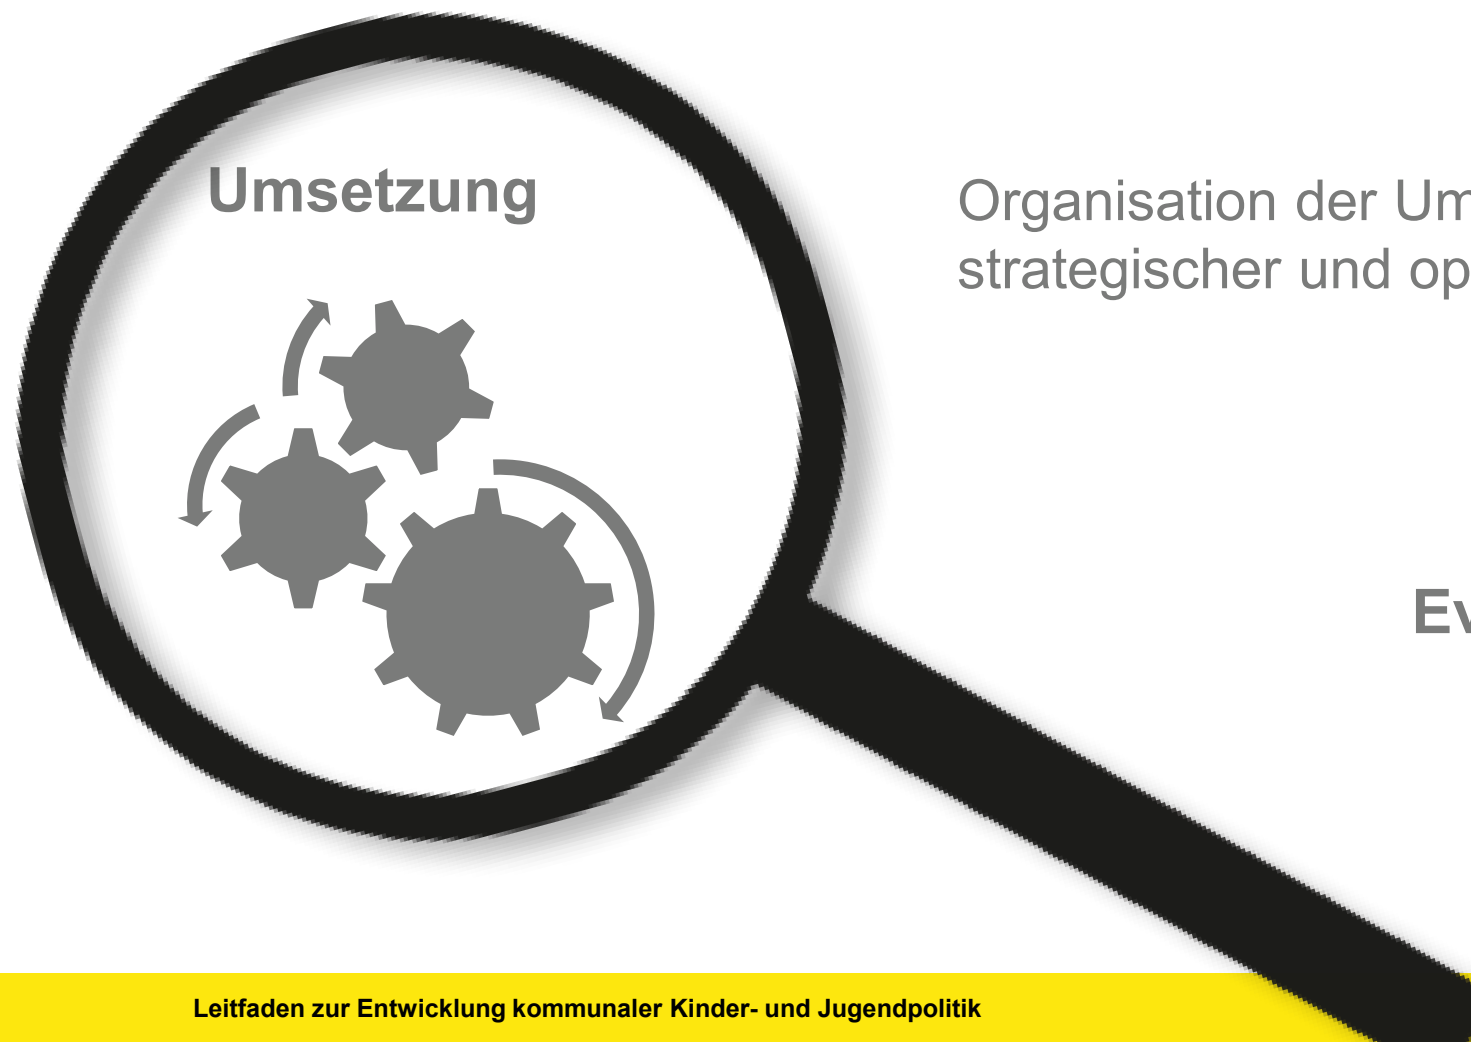 Umsetzung
Organisation der Um
strategischer und op
Ev
Leitfaden zur Entwicklung kommunaler Kinder- und Jugendpolitik